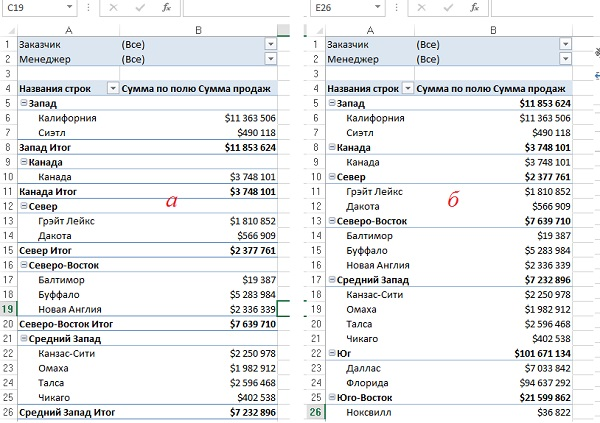 C19
fx
A B
1 Заказчик (Все)
2 Менеджер (Все)
3
4 Названия строк Сумма по полю Сумма продаж
5 Запад
6 Калифорния $11 363 506
7 Сиэтл $490 118
8 Запад Итог $11 853 624
9 Канада
10 Канада $3 748 101
11 Канада Итог $3 748 101
12 Север
13 Грэйт Лейкс $1 810 852
14 Дакота $566 909
15 Север Итог $2 377 761
16 Северо-Восток
17 Балтимор $19 387
18 Буффало $5 283 984
19 Новая Англия $2 336 339
20 Северо-Восток Итог $7 639 710
21 Средний Запад
22 Канзас-Сити $2 250 978
23 Омаха $1 982 912
24 Талса $2 596 468
25 Чикаго $402 538
26 Средний Запад Итог $7 232 896
а
E26
fx
A B
1 Заказчик (Все)
2 Менеджер (Все)
3
4 Названия строк Сумма по полю Сумма продаж
5 Запад $11 853 624
6 Калифорния $11 363 506
7 Сиэтл $490 118
8 Канада $3 748 101
9 Канада $3 748 101
10 Север $2 377 761
11 Грэйт Лейкс $1 810 852
12 Дакота $566 909
13 Северо-Восток $7 639 710
14 Балтимор $19 387
15 Буффало $5 283 984
16 Новая Англия $2 336 339
17 Средний Запад $7 232 896
18 Канзас-Сити $2 250 978
19 Омаха $1 982 912
20 Талса $2 596 468
21 Чикаго $402 538
22 Юг $101 671 134
23 Даллас $7 033 842
24 Флорида $94 637 292
25 Юго-Восток $21 599 862
26 Ноксвилл $36 822
б